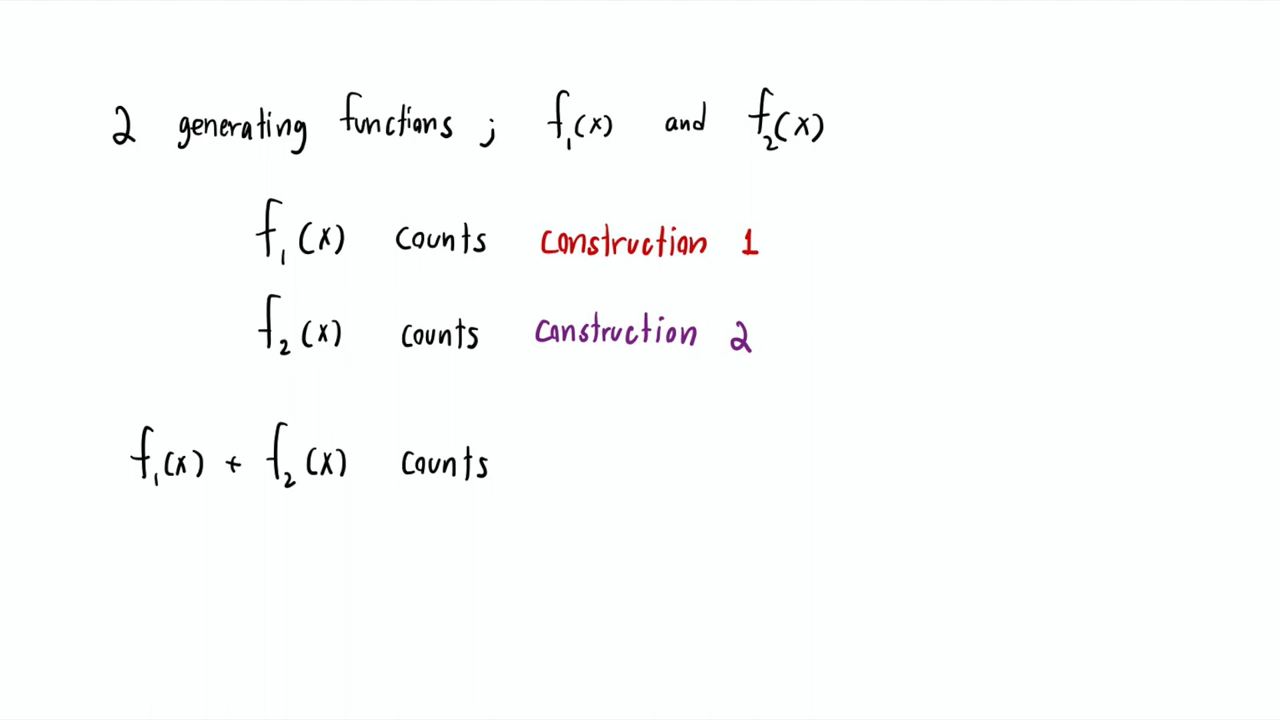 2 generating functions ; f₁(x) and f₂(x)
f₁(x) counts construction 1
f₂(x) counts construction 2
f₁(x) + f₂(x) counts